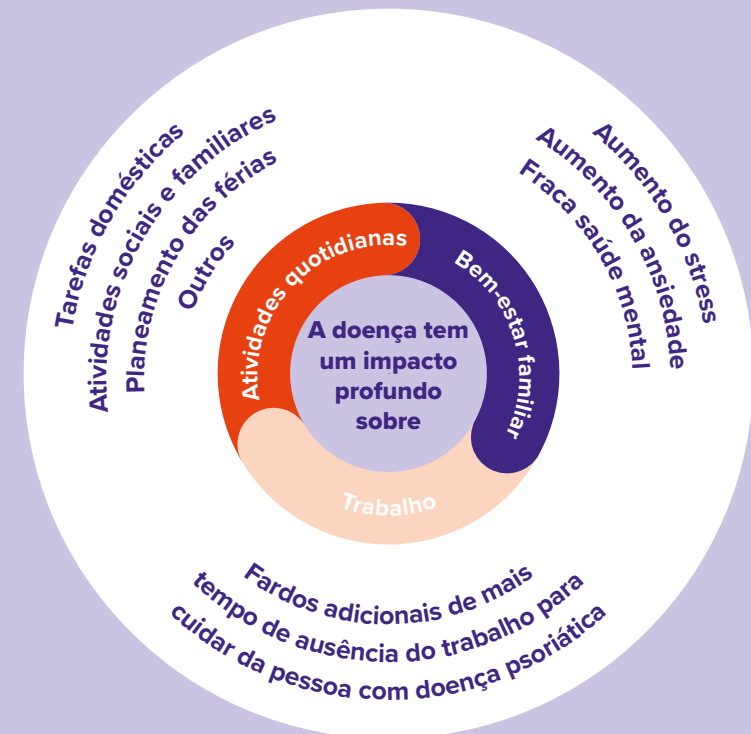 A doença tem
um impacto
profundo
sobre
Atividades quotidianas
Tarefas domésticas
Atividades sociais e familiares
Planeamento das férias
Outros
Bem-estar familiar
Aumento do stress
Aumento da ansiedade
Fraca saúde mental
Trabalho
Fardos adicionais de mais
tempo de ausência do trabalho para
cuidar da pessoa com doença psoriática